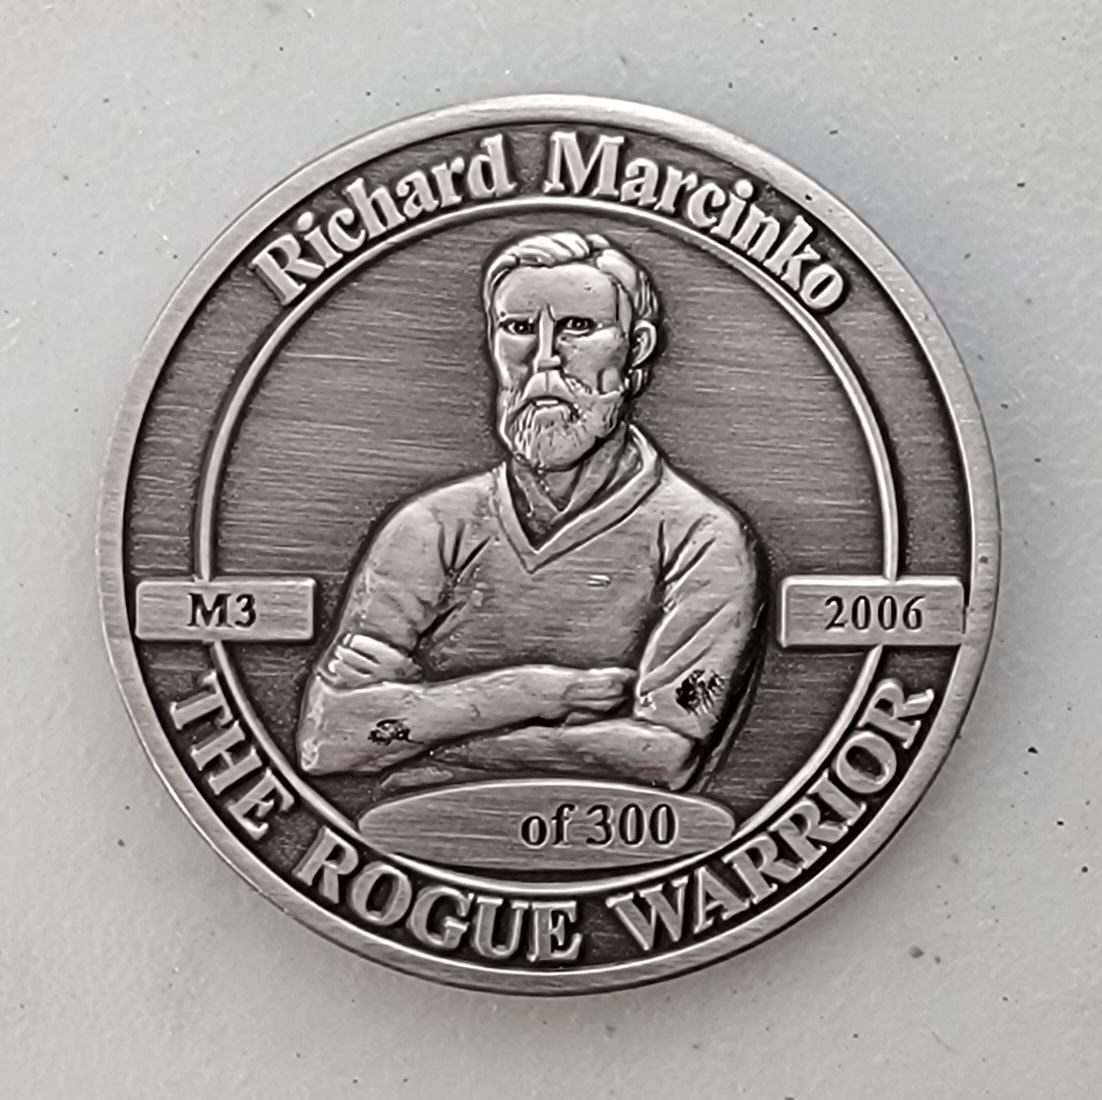 Richard Marcinko
M3
2006
of 300
THE ROGUE WARRIOR